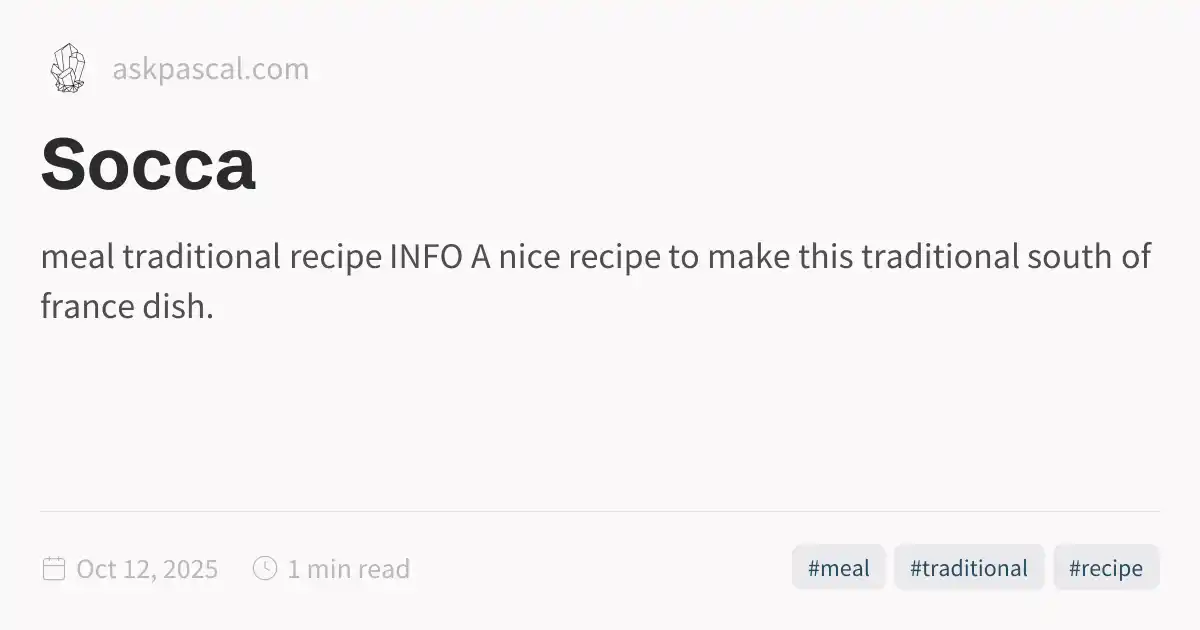 askpascal.com
Socca
meal traditional recipe INFO A nice recipe to make this traditional south of
france dish.
Oct 12, 2025 1 min read #meal #traditional #recipe